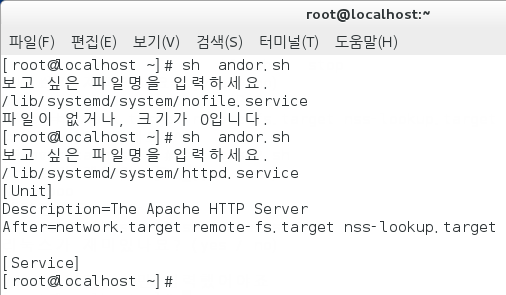 root@localhost:~
파일(F) 편집(E) 보기(V) 검색(S) 터미널(T) 도움말(H)
[root@localhost ~]# sh  andor.sh
보고 싶은 파일명을 입력하세요.
/lib/systemd/system/nofile.service
파일이 없거나, 크기가 0입니다.
[root@localhost ~]# sh  andor.sh
보고 싶은 파일명을 입력하세요.
/lib/systemd/system/httpd.service
[Unit]
Description=The Apache HTTP Server
After=network.target remote-fs.target nss-lookup.target
[Service]
[root@localhost ~]#